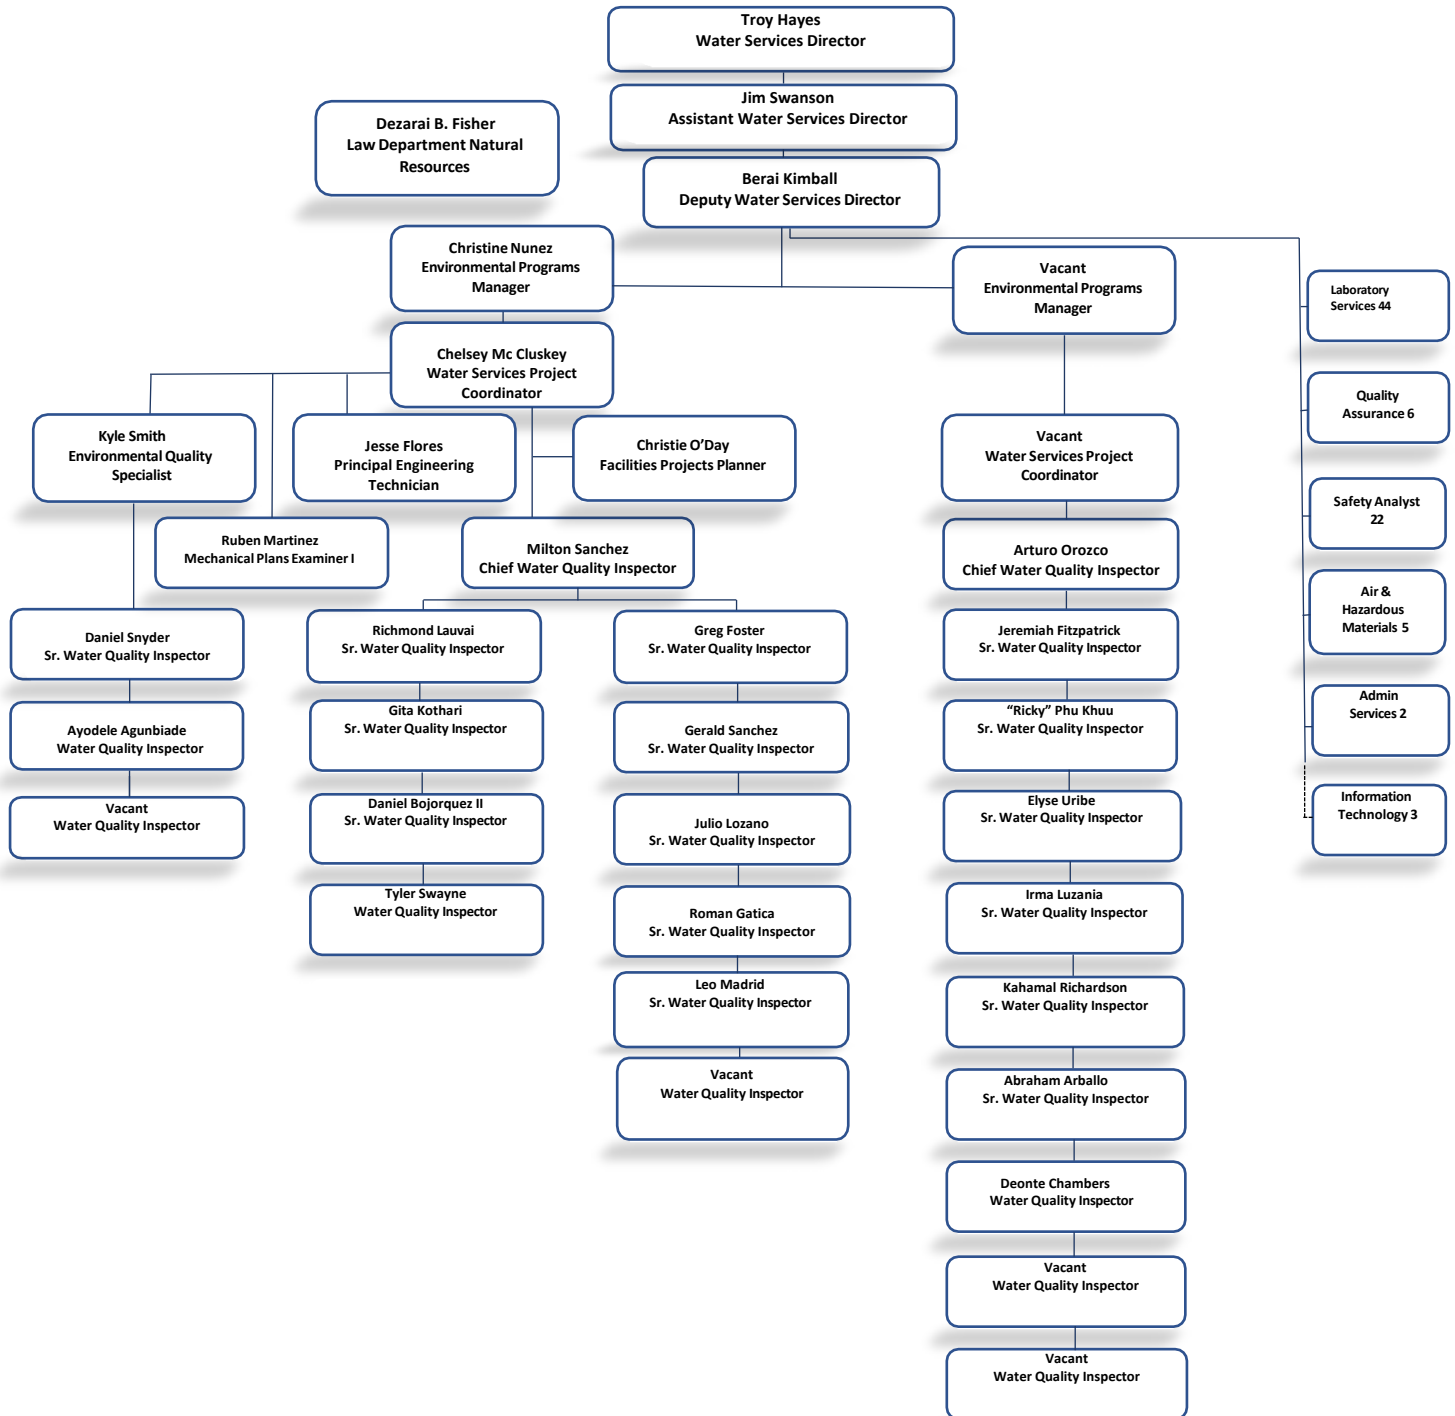 Troy Hayes
Water Services Director
Jim Swanson
Assistant Water Services Director
Dezarai B. Fisher
Law Department Natural
Resources
Berai Kimball
Deputy Water Services Director
Christine Nunez
Environmental Programs
Manager
Vacant
Environmental Programs
Manager
Laboratory
Services 44
Chelsey Mc Cluskey
Water Services Project
Coordinator
Quality
Assurance 6
Kyle Smith
Environmental Quality
Specialist
Jesse Flores
Principal Engineering
Technician
Christie O’Day
Facilities Projects Planner
Vacant
Water Services Project
Coordinator
Safety Analyst
22
Ruben Martinez
Mechanical Plans Examiner I
Milton Sanchez
Chief Water Quality Inspector
Arturo Orozco
Chief Water Quality Inspector
Air &
Hazardous
Materials 5
Daniel Snyder
Sr. Water Quality Inspector
Richmond Lauvai
Sr. Water Quality Inspector
Greg Foster
Sr. Water Quality Inspector
Jeremiah Fitzpatrick
Sr. Water Quality Inspector
Admin
Services 2
Ayodele Agunbiade
Water Quality Inspector
Gita Kothari
Sr. Water Quality Inspector
Gerald Sanchez
Sr. Water Quality Inspector
“Ricky” Phu Khuu
Sr. Water Quality Inspector
Information
Technology 3
Vacant
Water Quality Inspector
Daniel Bojorquez II
Sr. Water Quality Inspector
Julio Lozano
Sr. Water Quality Inspector
Elyse Uribe
Sr. Water Quality Inspector
Tyler Swayne
Water Quality Inspector
Roman Gatica
Sr. Water Quality Inspector
Irma Luzania
Sr. Water Quality Inspector
Leo Madrid
Sr. Water Quality Inspector
Kahamal Richardson
Sr. Water Quality Inspector
Vacant
Water Quality Inspector
Abraham Arballo
Sr. Water Quality Inspector
Deonte Chambers
Water Quality Inspector
Vacant
Water Quality Inspector
Vacant
Water Quality Inspector